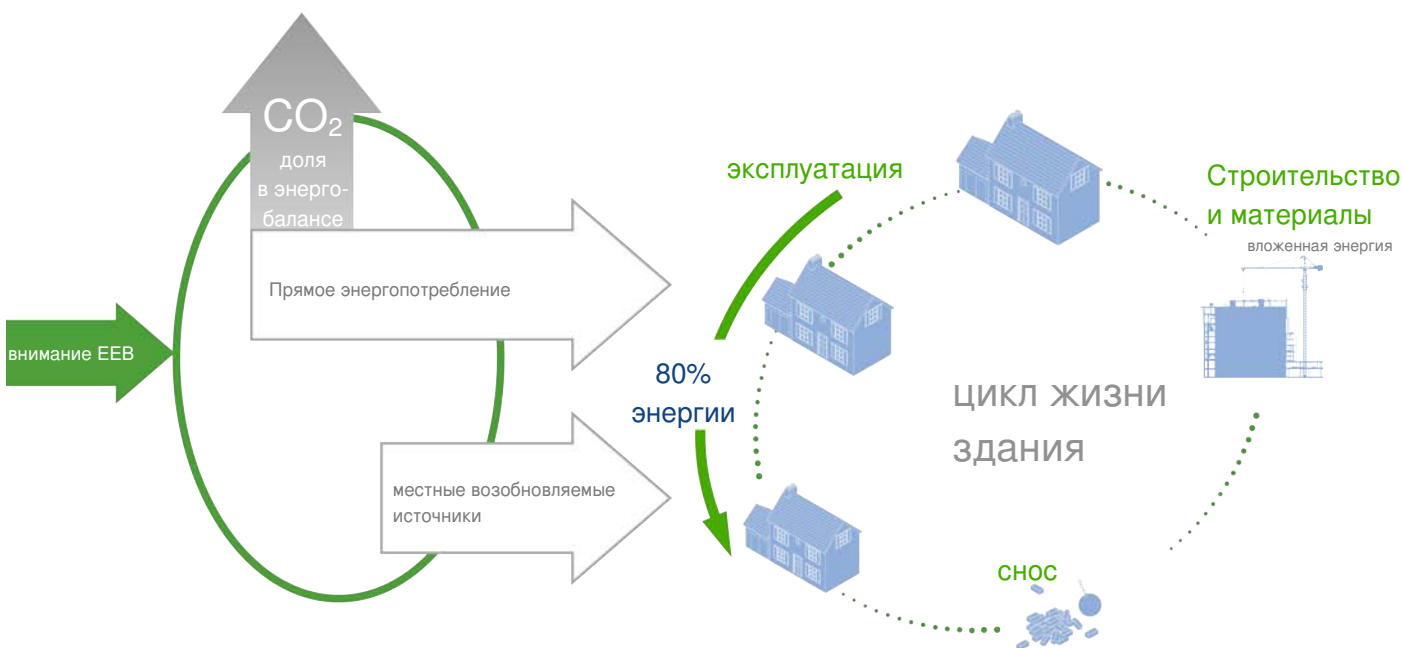 CO₂
доля
в энерго-
балансе
Прямое энергопотребление
внимание EEB
местные возобновляемые
источники
эксплуатация
80%
энергии
Строительство
и материалы
вложенная энергия
цикл жизни
здания
снос